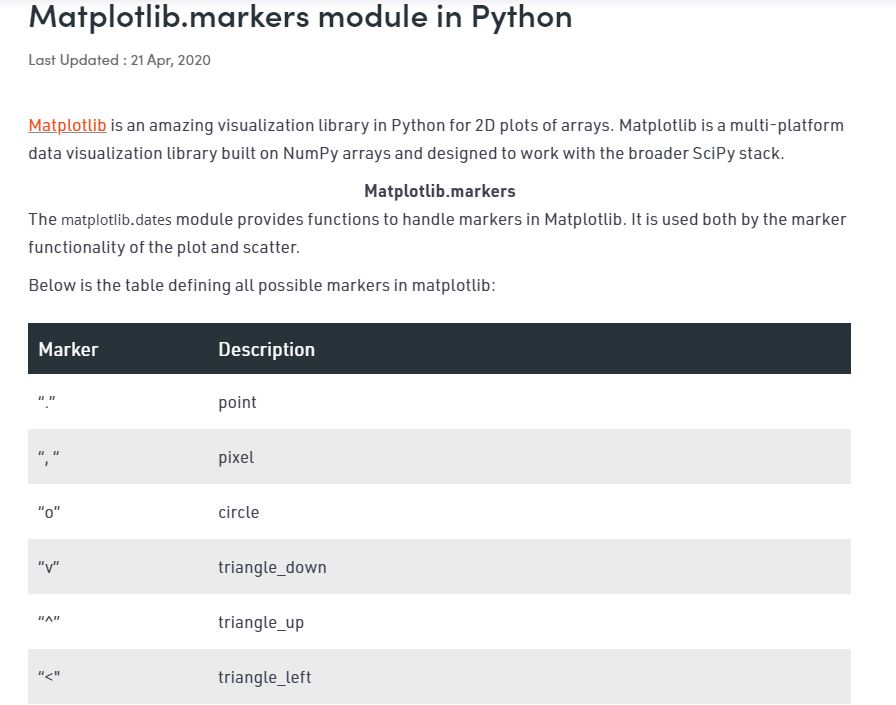 Matplotlib.markers module in Python
Last Updated : 21 Apr, 2020
Matplotlib is an amazing visualization library in Python for 2D plots of arrays. Matplotlib is a multi-platform
data visualization library built on NumPy arrays and designed to work with the broader SciPy stack.
Matplotlib.markers
The matplotlib.dates module provides functions to handle markers in Matplotlib. It is used both by the marker
functionality of the plot and scatter.
Below is the table defining all possible markers in matplotlib:
Marker Description
“.” point
“, “ pixel
“o” circle
“v” triangle_down
“^” triangle_up
“<" triangle_left